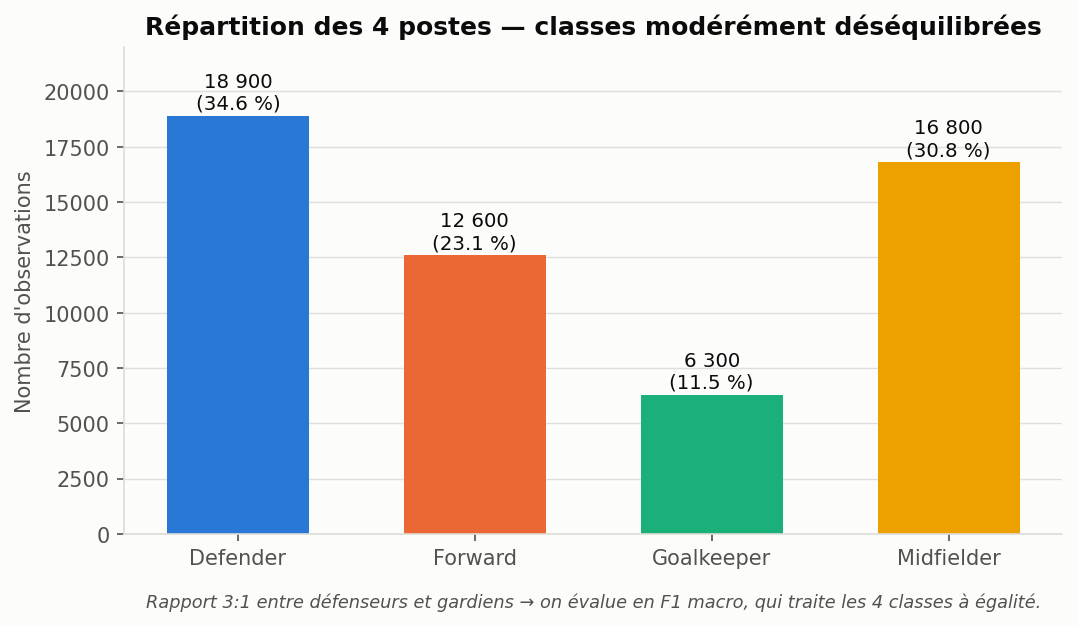 Répartition des 4 postes — classes modérément déséquilibrées
Nombre d'observations
20000
17500
15000
12500
10000
7500
5000
2500
0
18 900
(34.6 %)
12 600
(23.1 %)
6 300
(11.5 %)
16 800
(30.8 %)
Defender
Forward
Goalkeeper
Midfielder
Rapport 3:1 entre défenseurs et gardiens → on évalue en F1 macro, qui traite les 4 classes à égalité.